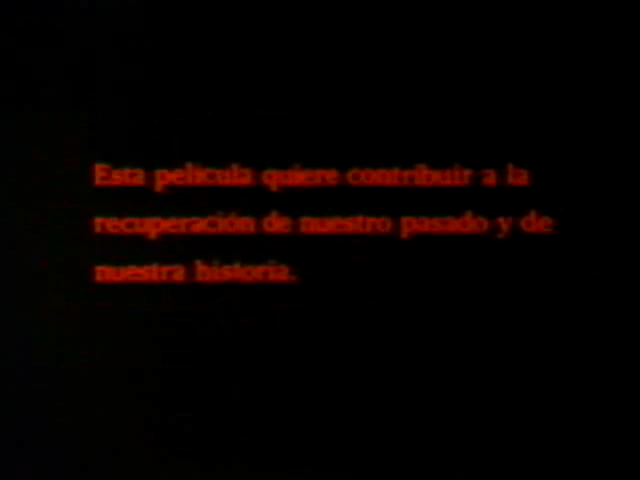 Esta película quiere contribuir a la
recuperación de nuestro pasado y de
nuestra historia.